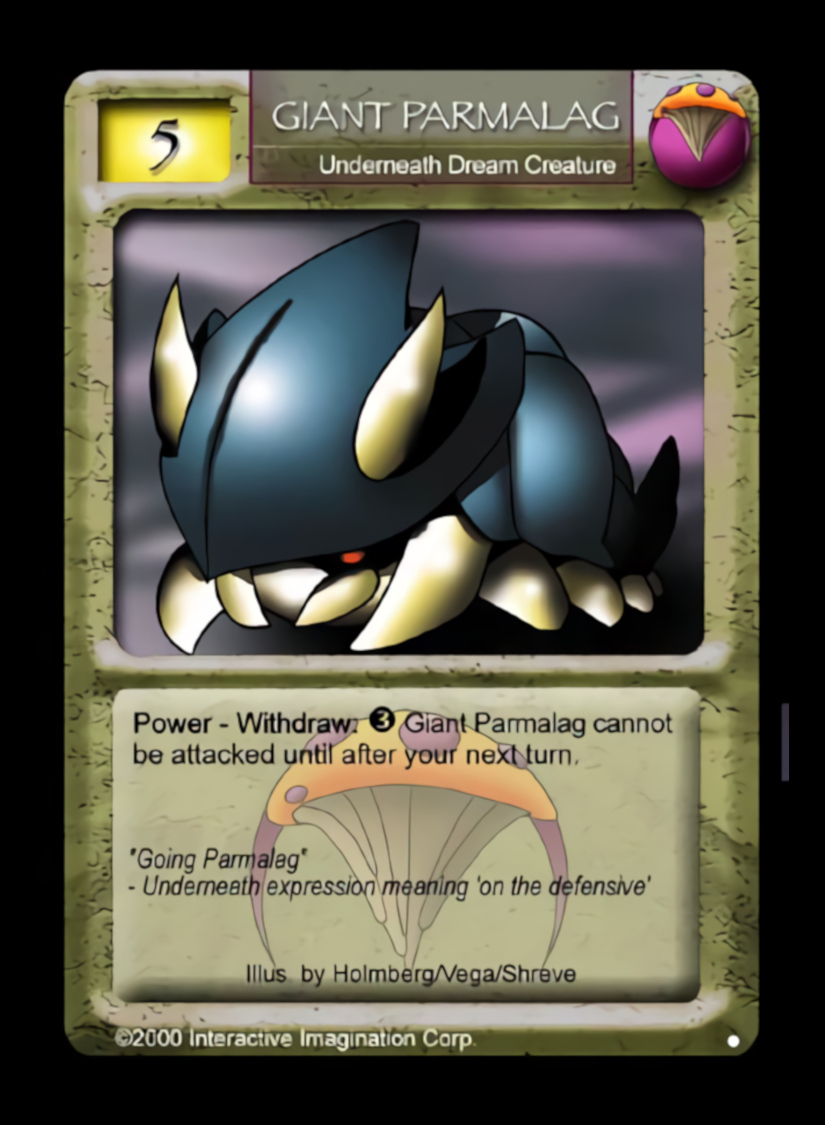 5
GIANT PARMALAG
Underneath Dream Creature
Power - Withdraw: ❸ Giant Parmalag cannot
be attacked until after your next turn.
"Going Parmalag"
- Underneath expression meaning 'on the defensive'
Illus. by Holmberg/Vega/Shreve
©2000 Interactive Imagination Corp.